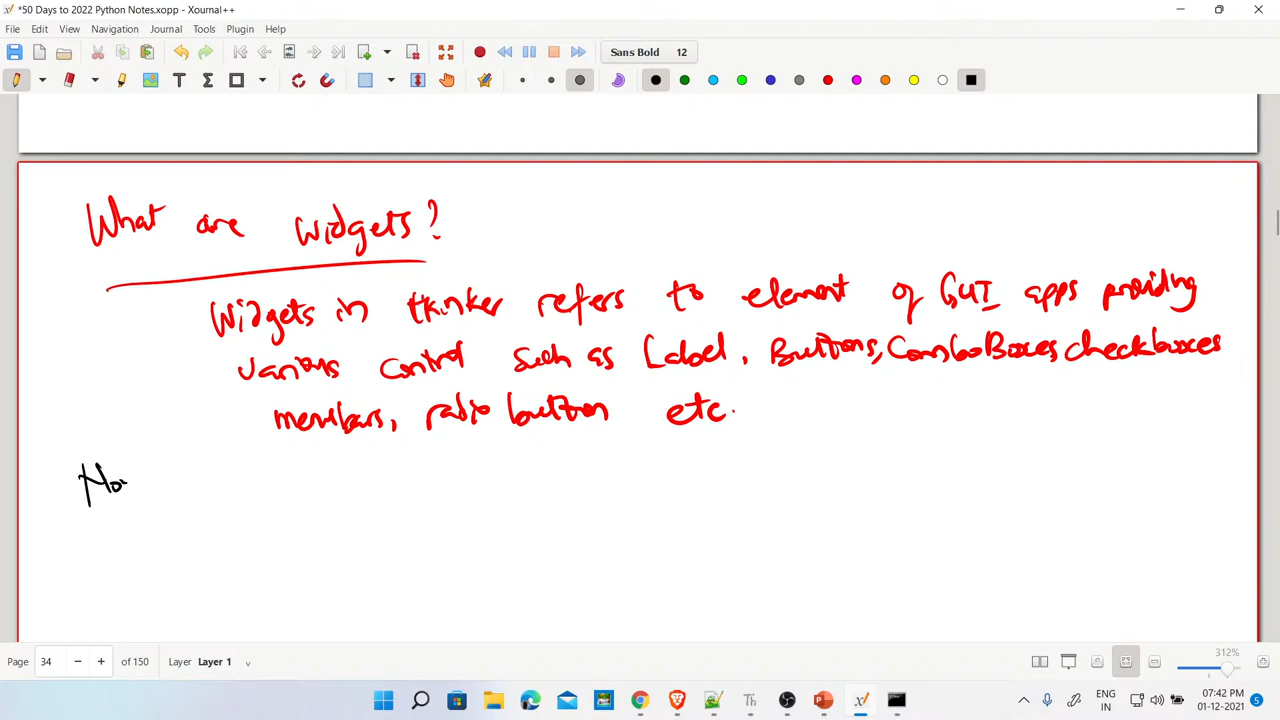 *50 Days to 2022 Python Notes.xopp - Xournal++
File Edit View Navigation Journal Tools Plugin Help
Sans Bold 12
What are Widgets?
Widgets in tkinker refers to element of GUI apps providing
various control such as Label, Buttons, ComboBoxes checkboxes
menubars, radio button etc.
No
Page 34 of 150 Layer Layer 1 312%
ENG 07:42 PM
IN 01-12-2021 5